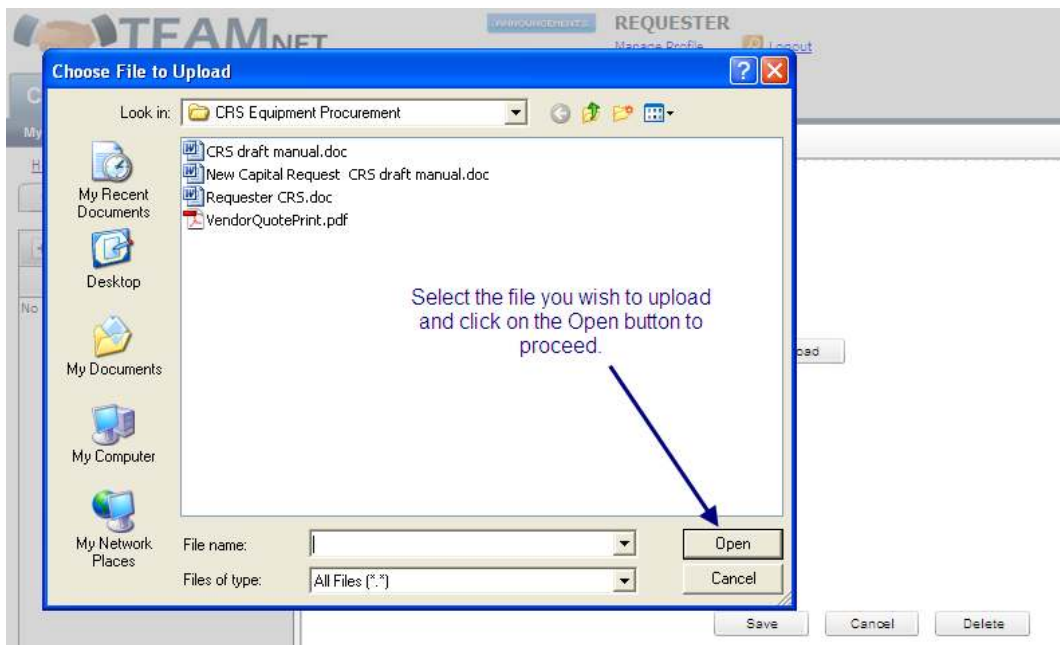 TEAMNET
ANNOUNCEMENTS
REQUESTER
Manage Profile
Logout
Choose File to Upload
Look in:
CRS Equipment Procurement
My Recent
Documents
Desktop
My Documents
My Computer
My Network
Places
CRS draft manual.doc
New Capital Request CRS draft manual.doc
Requester CRS.doc
VendorQuotePrint.pdf
Select the file you wish to upload
and click on the Open button to
proceed.
File name:
Open
Files of type:
All Files (*.*)
Cancel
My
No
Save
Cancel
Delete